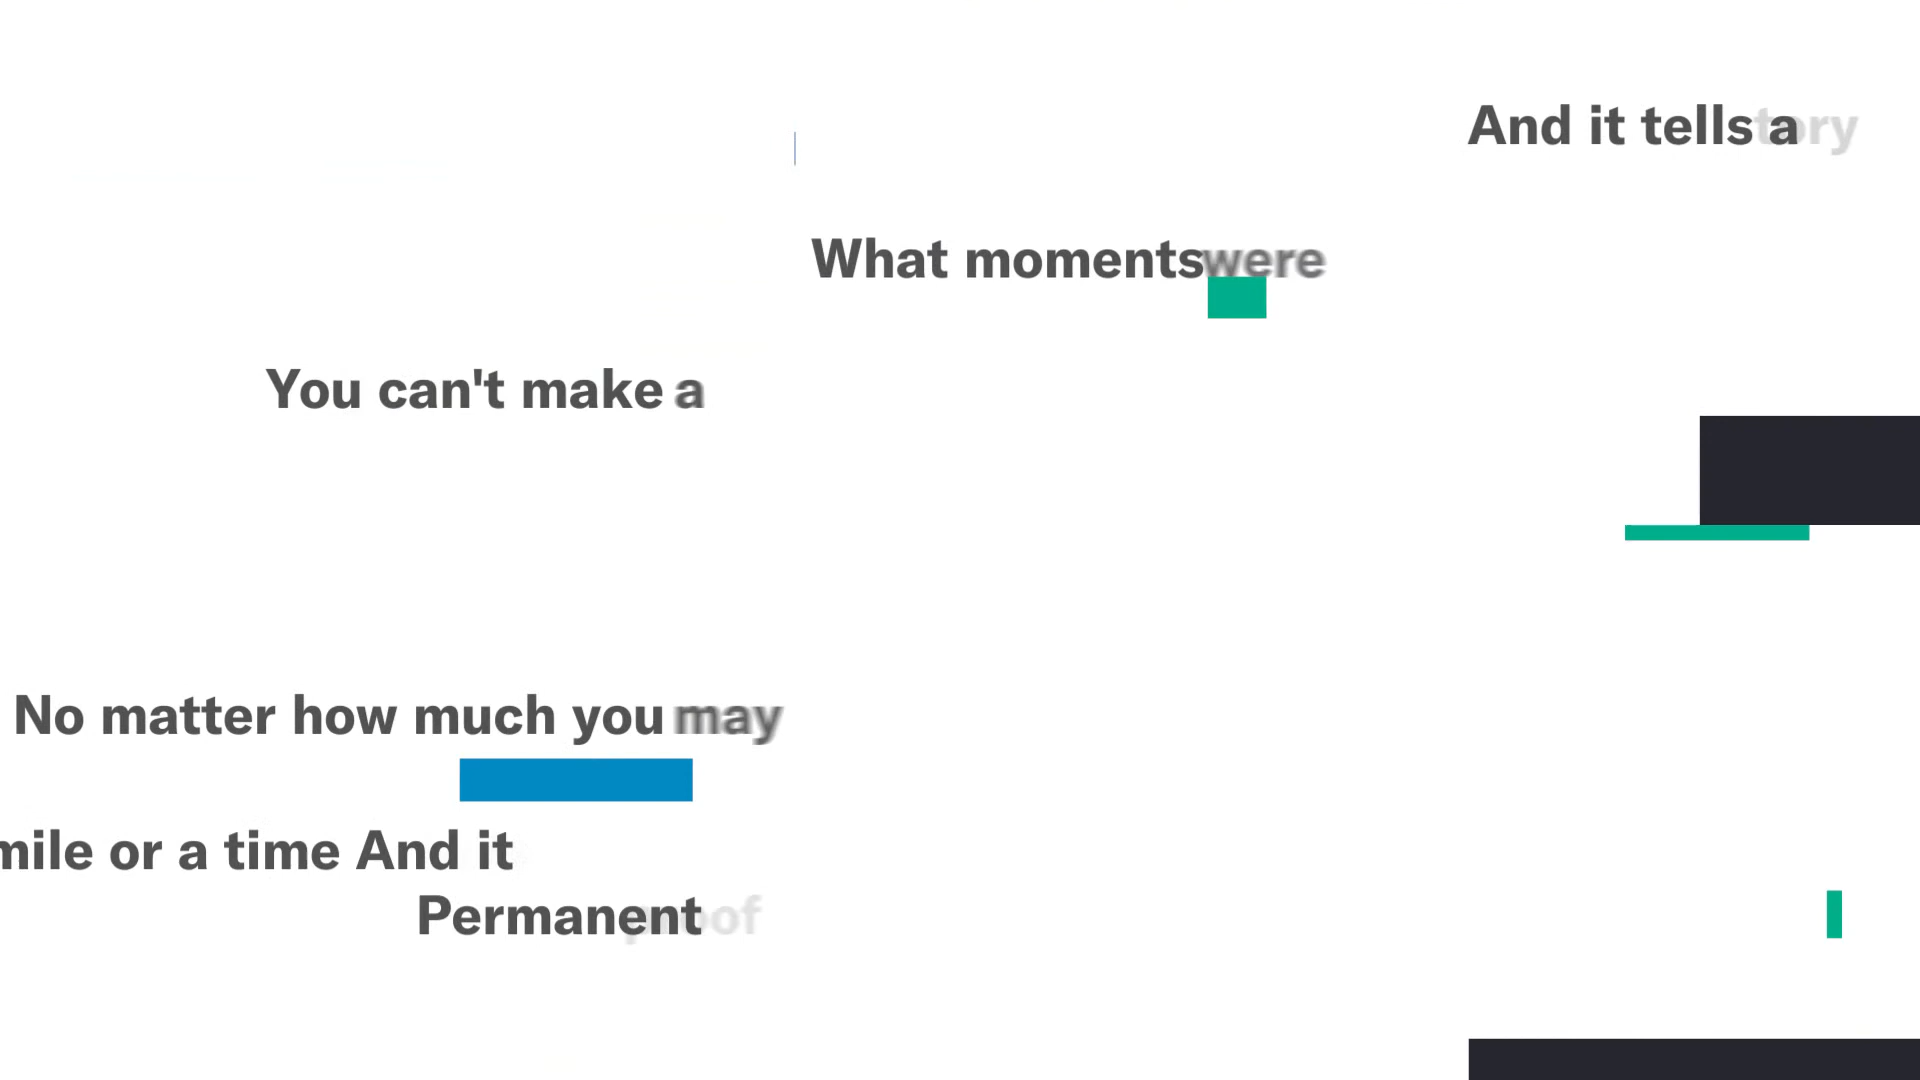 And it tells a
What moments were
You can't make a
No matter how much you may
mile or a time And it
Permanent proof